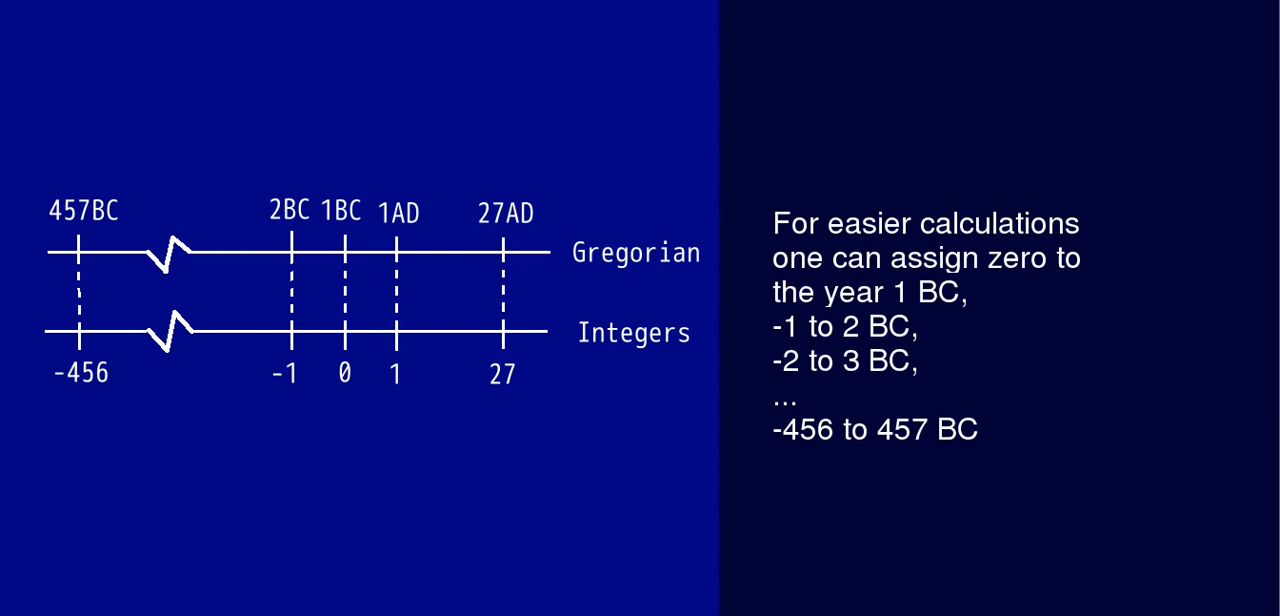 457BC 2BC 1BC 1AD 27AD
Gregorian
Integers
-456 -1 0 1 27
For easier calculations
one can assign zero to
the year 1 BC,
-1 to 2 BC,
-2 to 3 BC,
...
-456 to 457 BC